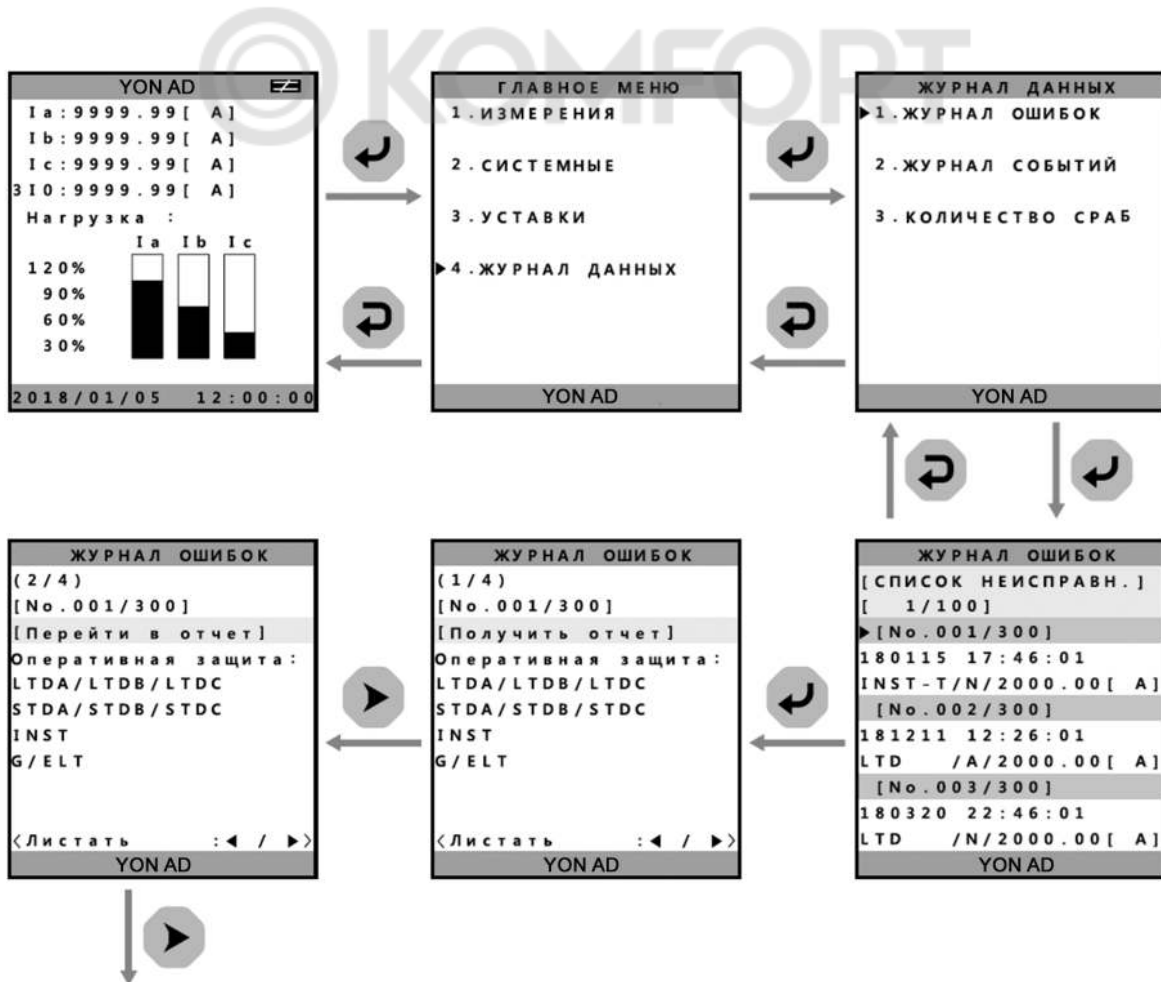 KOMFORT
YON AD
Ia:9999.99[ A]
Ib:9999.99[ A]
Ic:9999.99[ A]
3I0:9999.99[ A]
Нагрузка :
Ia Ib Ic
120%
90%
60%
30%
2018/01/05 12:00:00
ГЛАВНОЕ МЕНЮ
1.ИЗМЕРЕНИЯ
2.СИСТЕМНЫЕ
3.УСТАВКИ
▶4.ЖУРНАЛ ДАННЫХ
YON AD
ЖУРНАЛ ДАННЫХ
▶1.ЖУРНАЛ ОШИБОК
2.ЖУРНАЛ СОБЫТИЙ
3.КОЛИЧЕСТВО СРАБ
YON AD
ЖУРНАЛ ОШИБОК
(2/4)
[No.001/300]
[Перейти в отчет]
Оперативная защита:
LTDA/LTDB/LTDC
STDA/STDB/STDC
INST
G/ELT
<Листать :◀ / ▶>
YON AD
ЖУРНАЛ ОШИБОК
(1/4)
[No.001/300]
[Получить отчет]
Оперативная защита:
LTDA/LTDB/LTDC
STDA/STDB/STDC
INST
G/ELT
<Листать :◀ / ▶>
YON AD
ЖУРНАЛ ОШИБОК
[СПИСОК НЕИСПРАВН.]
[ 1/100]
▶[No.001/300]
180115 17:46:01
INST-T/N/2000.00[ A]
[No.002/300]
181211 12:26:01
LTD /A/2000.00[ A]
[No.003/300]
180320 22:46:01
LTD /N/2000.00[ A]
YON AD